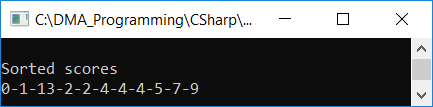 C:\DMA_Programming\CSharp\...
Sorted scores
0-1-13-2-2-4-4-4-5-7-9